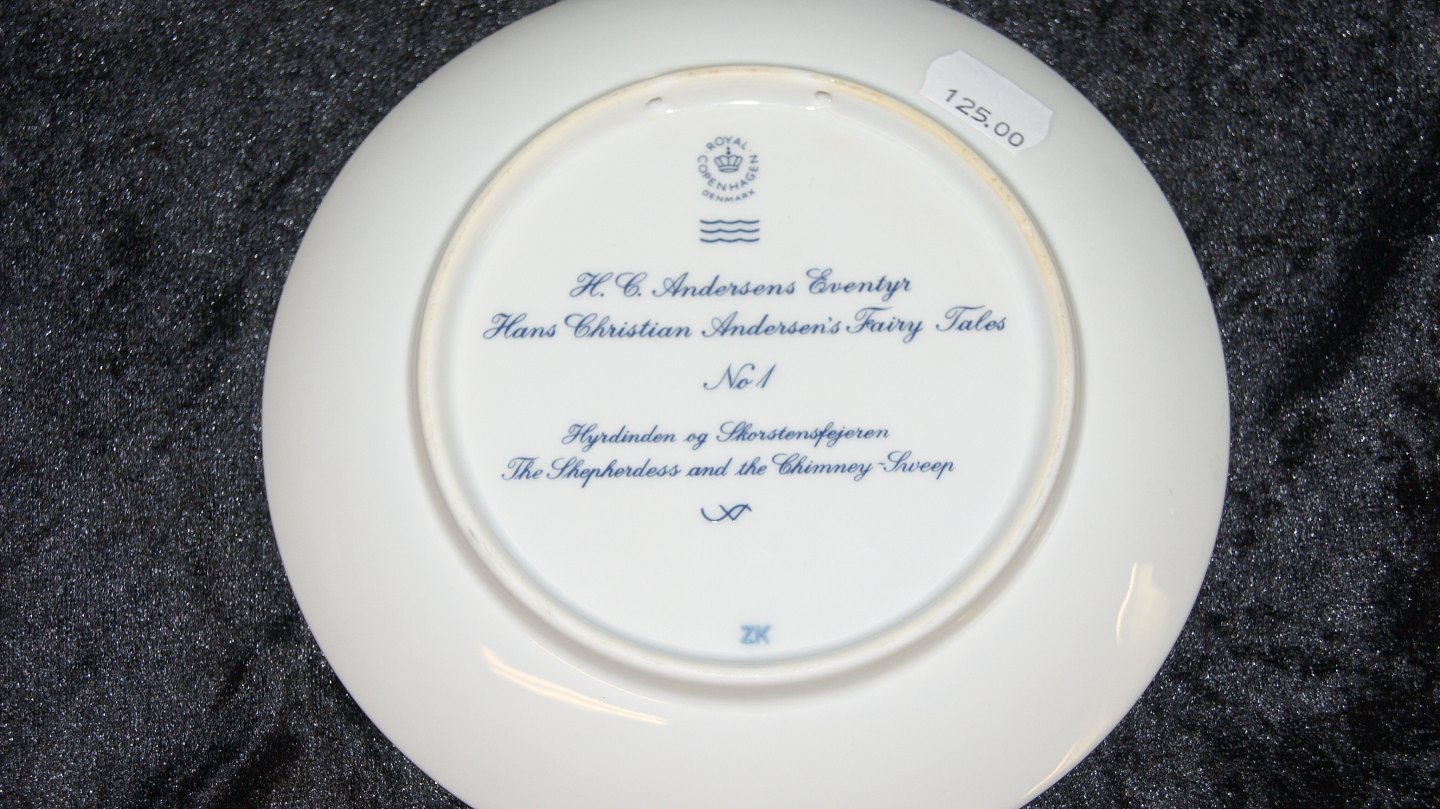 125.00
ROYAL COPENHAGEN
DENMARK
H. C. Andersens Eventyr
Hans Christian Andersen's Fairy Tales
No 1
Hyrdinden og Skorstensfejeren
The Shepherdess and the Chimney-Sweep
ZK